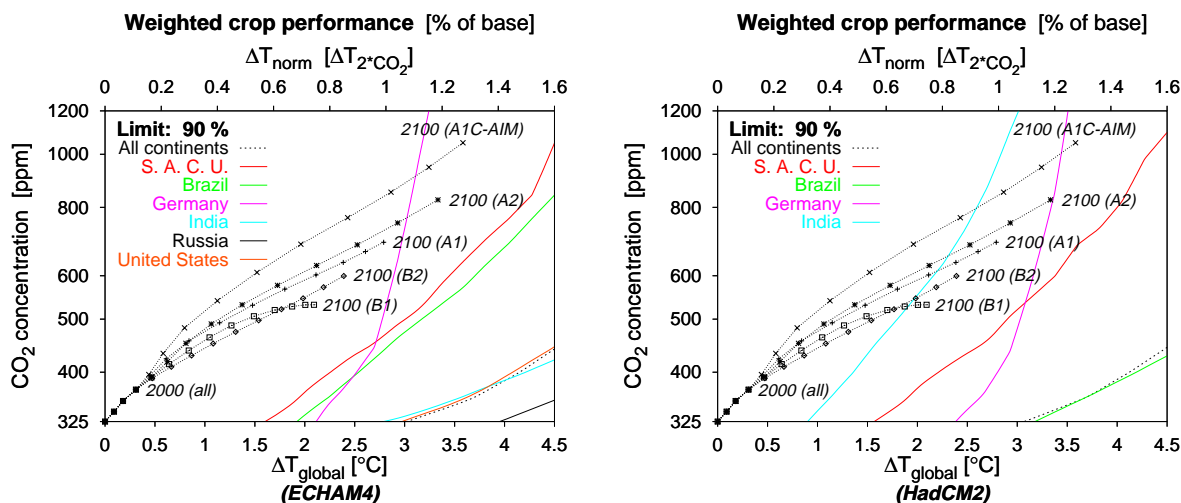 Weighted crop performance [% of base]
ΔTnorm [ΔT2*CO2]
0 0.2 0.4 0.6 0.8 1 1.2 1.4 1.6
1200
1000
800
600
500
400
325
CO2 concentration [ppm]
Limit: 90 %
All continents
S. A. C. U.
Brazil
Germany
India
Russia
United States
2100 (A1C-AIM)
2100 (A2)
2100 (A1)
2100 (B2)
2100 (B1)
2000 (all)
0 0.5 1 1.5 2 2.5 3 3.5 4 4.5
ΔTglobal [°C]
(ECHAM4)
Weighted crop performance [% of base]
ΔTnorm [ΔT2*CO2]
0 0.2 0.4 0.6 0.8 1 1.2 1.4 1.6
1200
1000
800
600
500
400
325
CO2 concentration [ppm]
Limit: 90 %
All continents
S. A. C. U.
Brazil
Germany
India
2100 (A1C-AIM)
2100 (A2)
2100 (A1)
2100 (B2)
2100 (B1)
2000 (all)
0 0.5 1 1.5 2 2.5 3 3.5 4 4.5
ΔTglobal [°C]
(HadCM2)